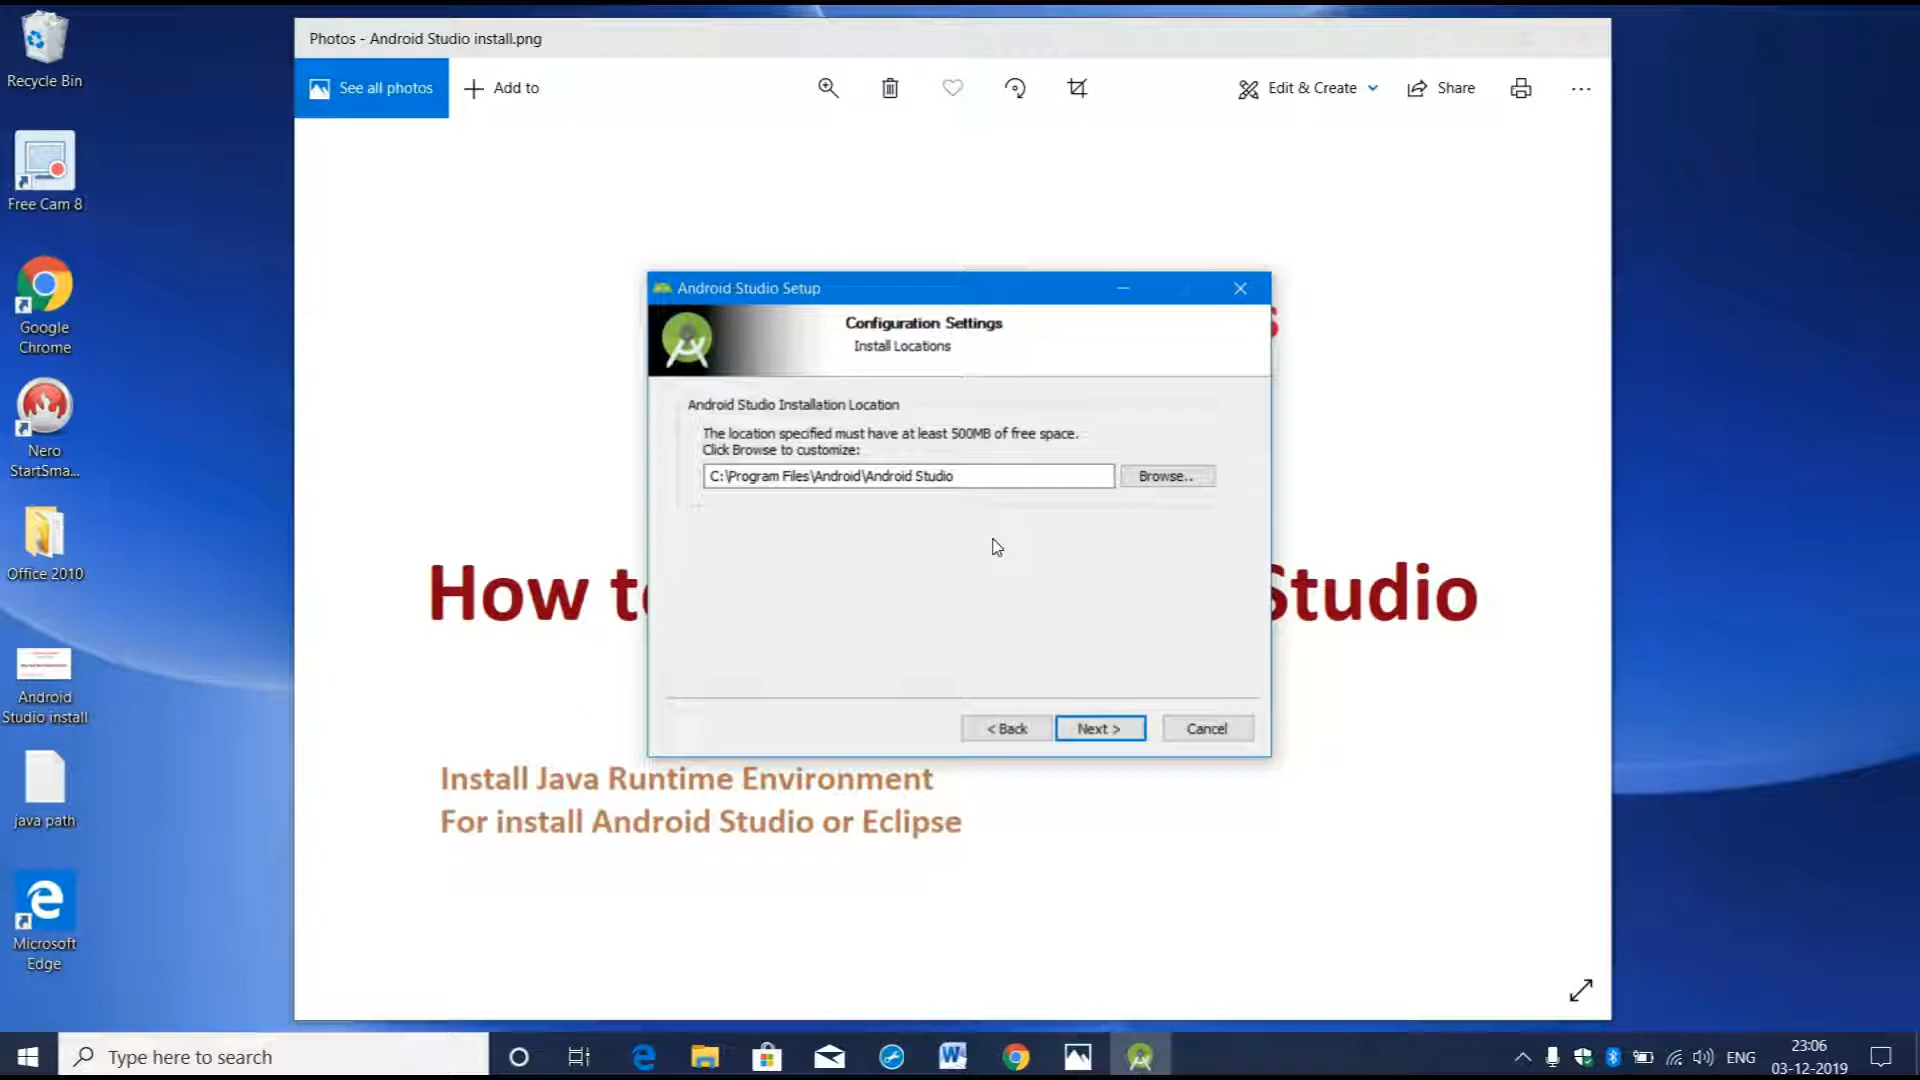 Recycle Bin
Free Cam 8
Google
Chrome
Nero
StartSma...
Office 2010
Android
Studio install
java path
Microsoft
Edge
Photos - Android Studio install.png
See all photos
Add to
Edit & Create
Share
Android Studio Setup
Configuration Settings
Install Locations
Android Studio Installation Location
The location specified must have at least 500MB of free space.
Click Browse to customize:
C:\Program Files\Android\Android Studio
Browse..
< Back
Next >
Cancel
How to
Studio
Install Java Runtime Environment
For install Android Studio or Eclipse
Type here to search
ENG
23:06
03-12-2019